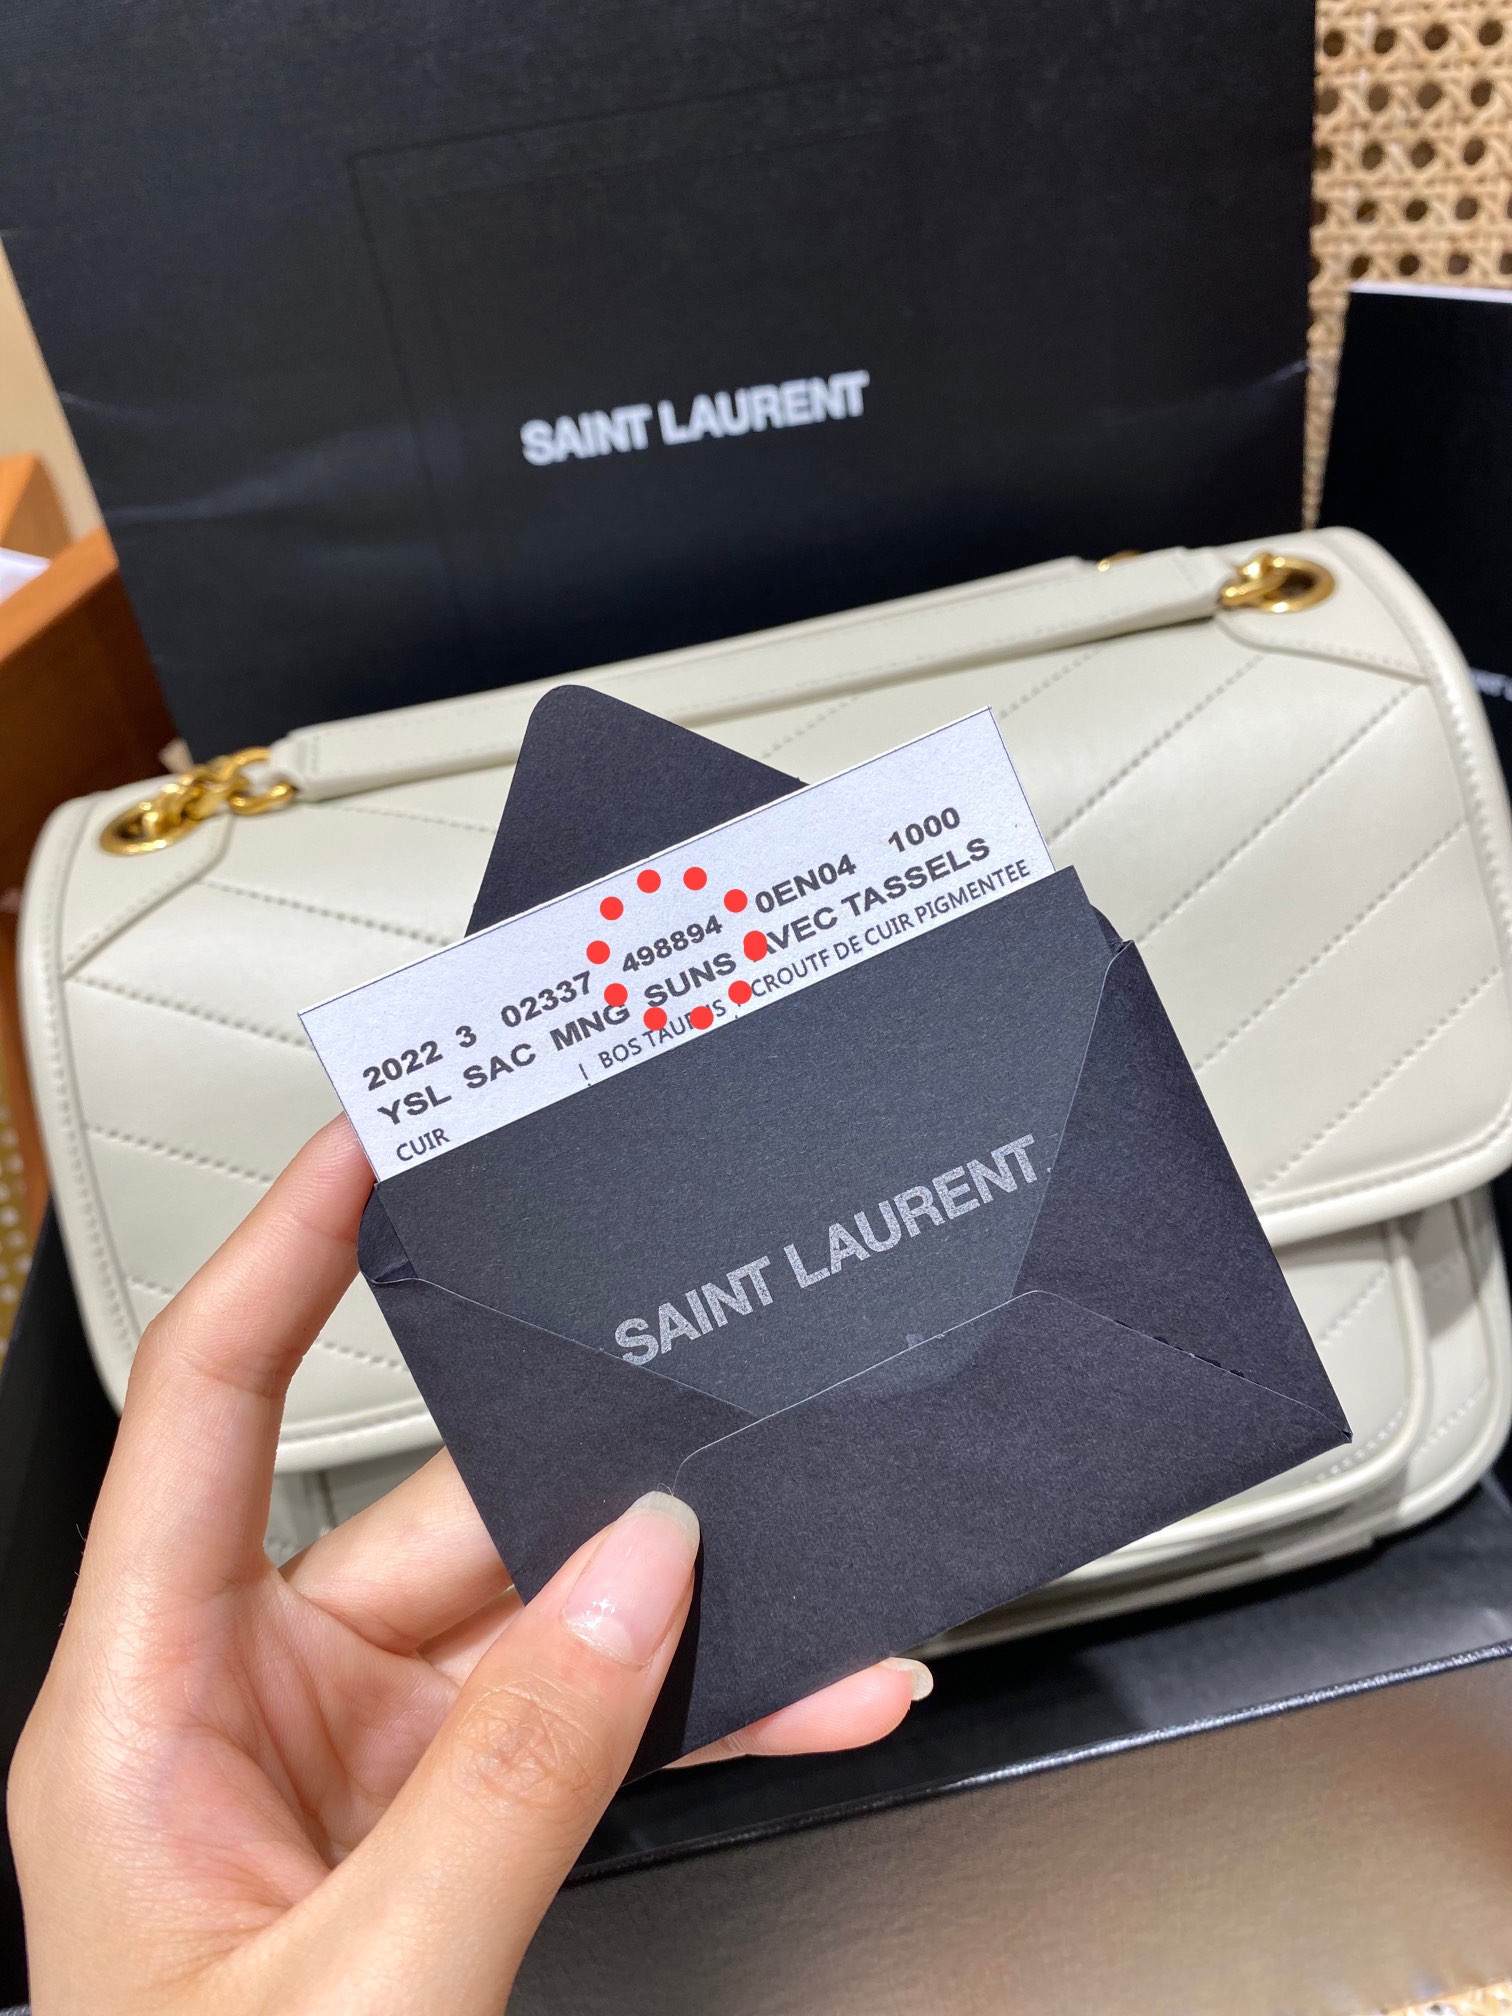 SAINT LAURENT
2022 3 02337 498894 0EN04 1000
YSL SAC MNG SUNS AVEC TASSELS
CUIR | BOS TAURUS , CROUTF DE CUIR PIGMENTEE
SAINT LAURENT